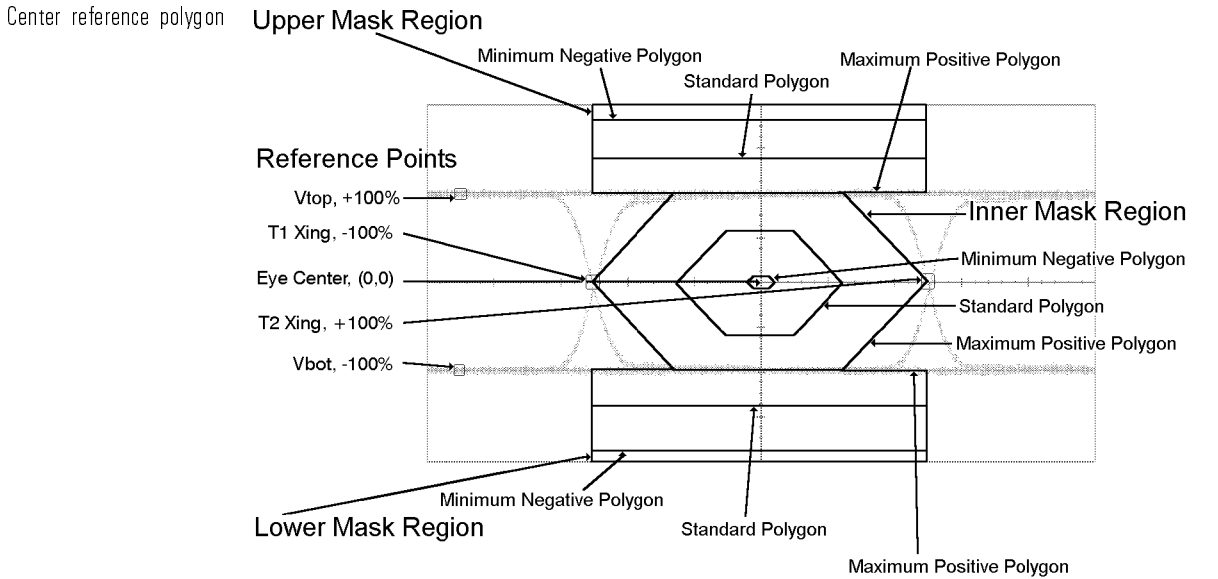 Center reference polygon
Upper Mask Region
Minimum Negative Polygon
Standard Polygon
Maximum Positive Polygon
Reference Points
Vtop, +100%
T1 Xing, -100%
Eye Center, (0.0)
T2 Xing, +100%
Vbot, -100%
Inner Mask Region
Minimum Negative Polygon
Standard Polygon
Maximum Positive Polygon
Minimum Negative Polygon
Lower Mask Region
Standard Polygon
Maximum Positive Polygon